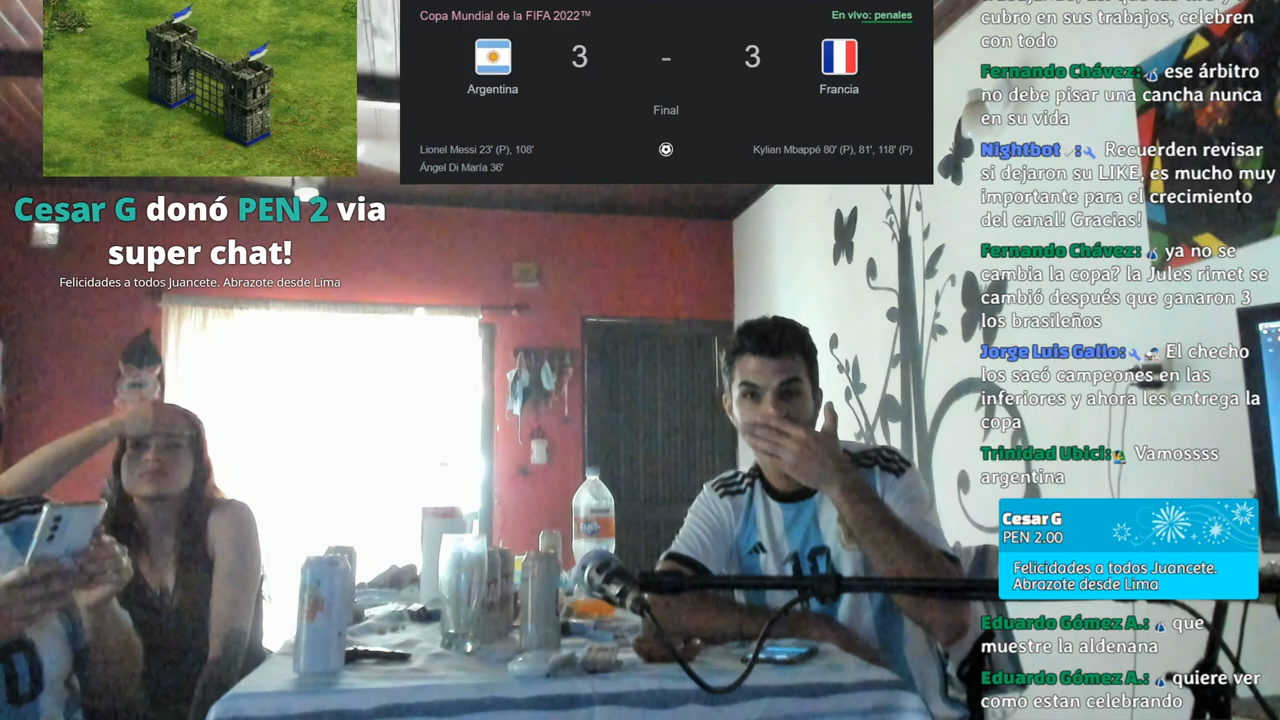 Copa Mundial de la FIFA 2022™
En vivo: penales
3 - 3
Argentina
Francia
Final
Lionel Messi 23' (P), 108'
Ángel Di María 36'
Kylian Mbappé 80' (P), 81', 118' (P)
Cesar G donó PEN 2 via
super chat!
Felicidades a todos Juancete. Abrazote desde Lima
cubro en sus trabajos, celebren
con todo
Fernando Chávez: ese árbitro
no debe pisar una cancha nunca
en su vida
Nightbot : Recuerden revisar
si dejaron su LIKE, es mucho muy
importante para el crecimiento
del canal! Gracias!
Fernando Chávez: ya no se
cambia la copa? la Jules rimet se
cambió después que ganaron 3
los brasileños
Jorge Luis Gallo: El checho
los sacó campeones en las
inferiores y ahora les entrega la
copa
Trinidad Ubici: Vamossss
argentina
Cesar G
PEN 2.00
Felicidades a todos Juancete.
Abrazote desde Lima
Eduardo Gómez A.: que
muestre la aldenana
Eduardo Gómez A.: quiere ver
como estan celebrando
Fanta
10